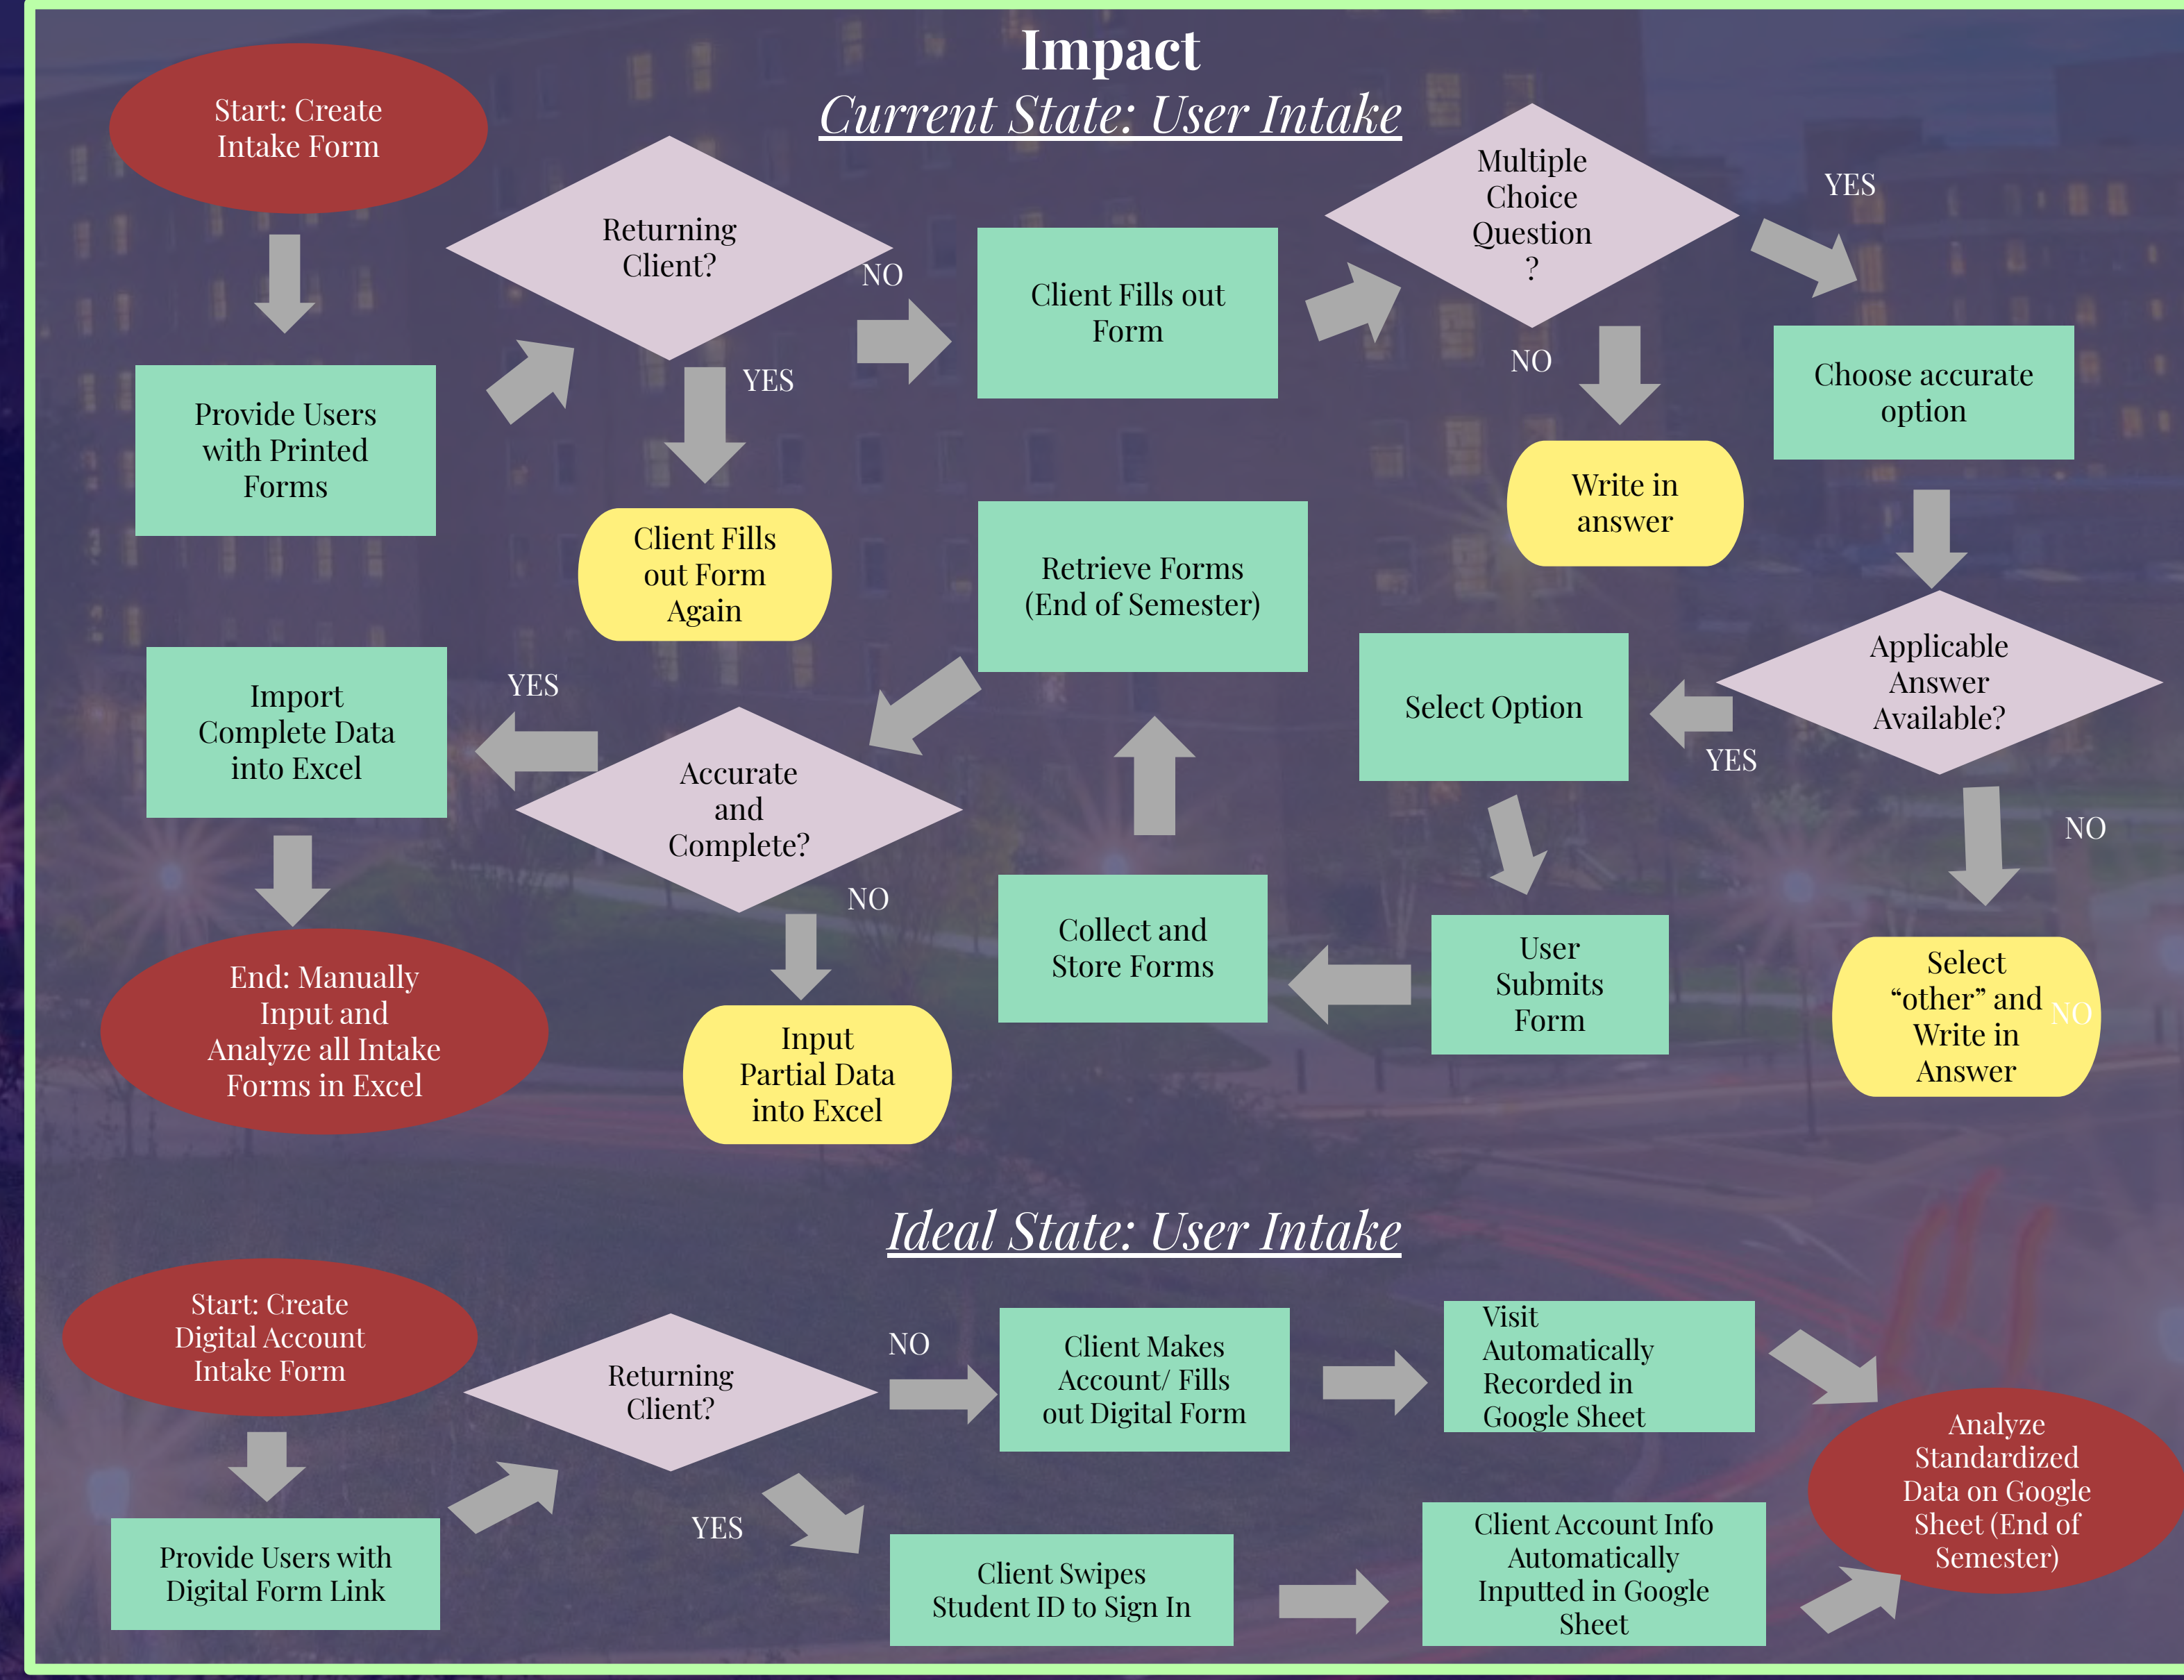 Impact
Current State: User Intake
Start: Create
Intake Form
Provide Users
with Printed
Forms
Returning
Client?
NO
YES
Client Fills
out Form
Again
Client Fills out
Form
Multiple
Choice
Question
?
YES
NO
Write in
answer
Choose accurate
option
Applicable
Answer
Available?
YES
NO
Select Option
Select
“other” and
Write in
Answer
NO
User
Submits
Form
Collect and
Store Forms
Retrieve Forms
(End of Semester)
Accurate
and
Complete?
YES
NO
Input
Partial Data
into Excel
Import
Complete Data
into Excel
End: Manually
Input and
Analyze all Intake
Forms in Excel
Ideal State: User Intake
Start: Create
Digital Account
Intake Form
Provide Users with
Digital Form Link
Returning
Client?
NO
Client Makes
Account/ Fills
out Digital Form
Visit
Automatically
Recorded in
Google Sheet
YES
Client Swipes
Student ID to Sign In
Client Account Info
Automatically
Inputted in Google
Sheet
Analyze
Standardized
Data on Google
Sheet (End of
Semester)